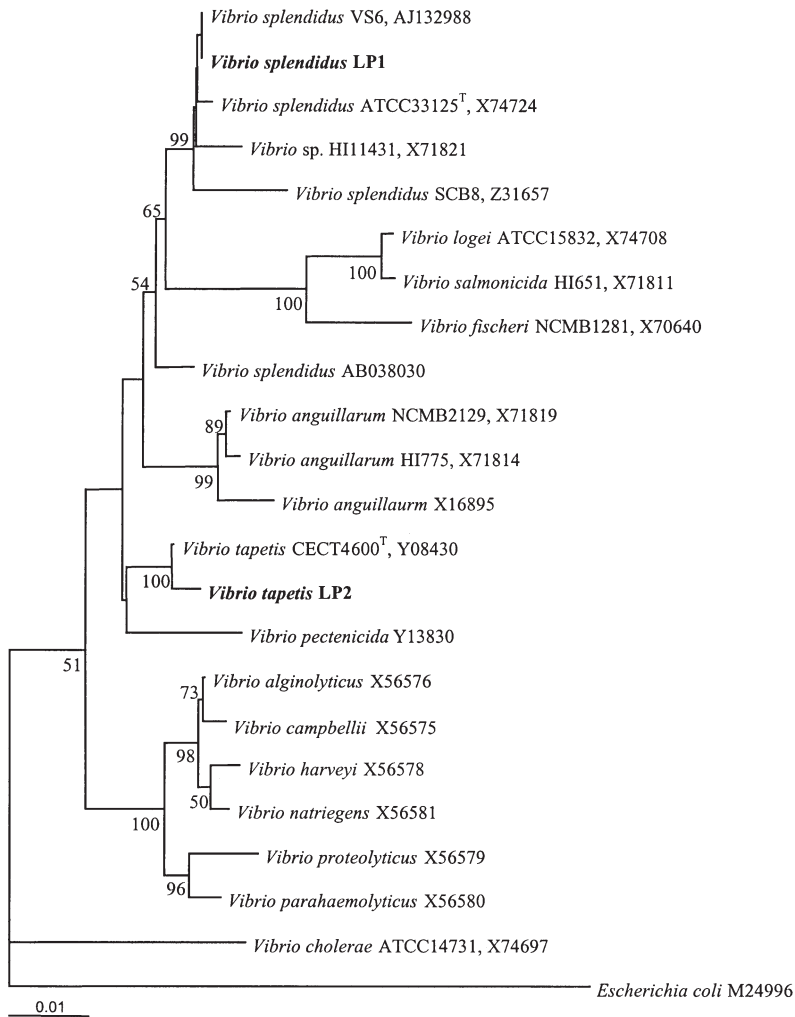 Vibrio splendidus VS6, AJ132988
Vibrio splendidus LP1
Vibrio splendidus ATCC33125T, X74724
99
Vibrio sp. HI11431, X71821
Vibrio splendidus SCB8, Z31657
65
Vibrio logei ATCC15832, X74708
100
Vibrio salmonicida HI651, X71811
54
100
Vibrio fischeri NCMB1281, X70640
Vibrio splendidus AB038030
Vibrio anguillarum NCMB2129, X71819
89
Vibrio anguillarum HI775, X71814
99
Vibrio anguillaurm X16895
Vibrio tapetis CECT4600T, Y08430
100
Vibrio tapetis LP2
Vibrio pectenicida Y13830
51
Vibrio alginolyticus X56576
73
Vibrio campbellii X56575
98
Vibrio harveyi X56578
50
Vibrio natriegens X56581
100
Vibrio proteolyticus X56579
96
Vibrio parahaemolyticus X56580
Vibrio cholerae ATCC14731, X74697
Escherichia coli M24996
0.01